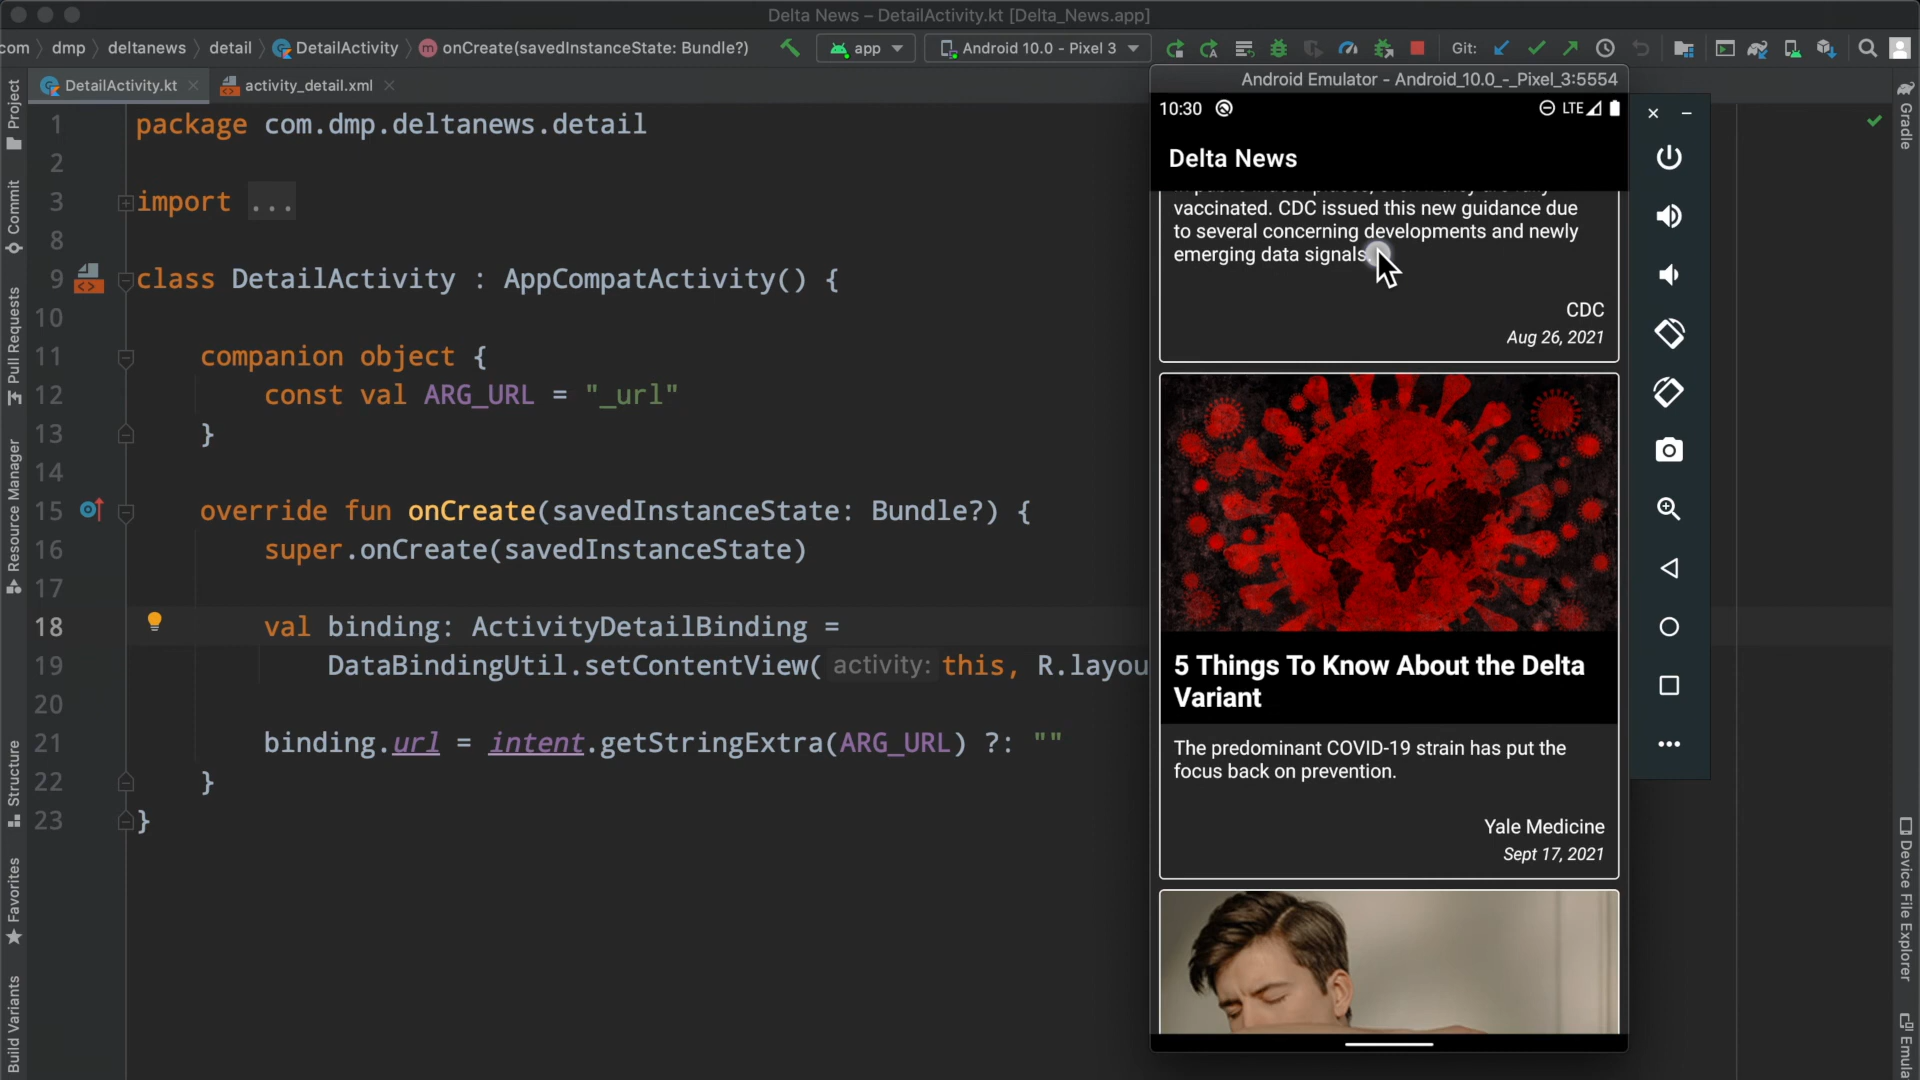 Delta News – DetailActivity.kt [Delta_News.app]
com dmp deltanews detail DetailActivity onCreate(savedInstanceState: Bundle?) app Android 10.0 - Pixel 3 Git:
DetailActivity.kt activity_detail.xml
Project
Commit
Pull Requests
Resource Manager
Structure
Favorites
Build Variants
1 package com.dmp.deltanews.detail
2
3 import ...
8
9 class DetailActivity : AppCompatActivity() {
10
11 companion object {
12 const val ARG_URL = "_url"
13 }
14
15 override fun onCreate(savedInstanceState: Bundle?) {
16 super.onCreate(savedInstanceState)
17
18 val binding: ActivityDetailBinding =
19 DataBindingUtil.setContentView( activity: this, R.layou
20
21 binding.url = intent.getStringExtra(ARG_URL) ?: ""
22 }
23 }
Android Emulator - Android_10.0_-_Pixel_3:5554
10:30 LTE
Delta News
vaccinated. CDC issued this new guidance due
to several concerning developments and newly
emerging data signals.
CDC
Aug 26, 2021
5 Things To Know About the Delta
Variant
The predominant COVID-19 strain has put the
focus back on prevention.
Yale Medicine
Sept 17, 2021
Gradle
Device File Explorer
Emula